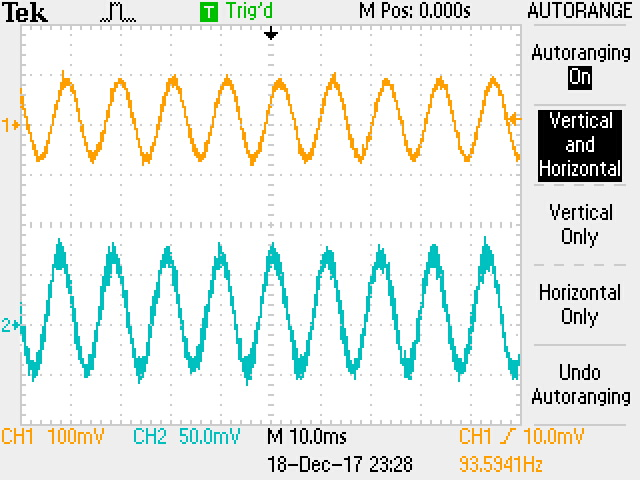 Tek T Trig'd M Pos: 0.000s AUTORANGE
Autoranging
On
Vertical
and
Horizontal
Vertical
Only
Horizontal
Only
Undo
Autoranging
1
2
CH1 100mV CH2 50.0mV M 10.0ms CH1 10.0mV
18-Dec-17 23:28 93.5941Hz